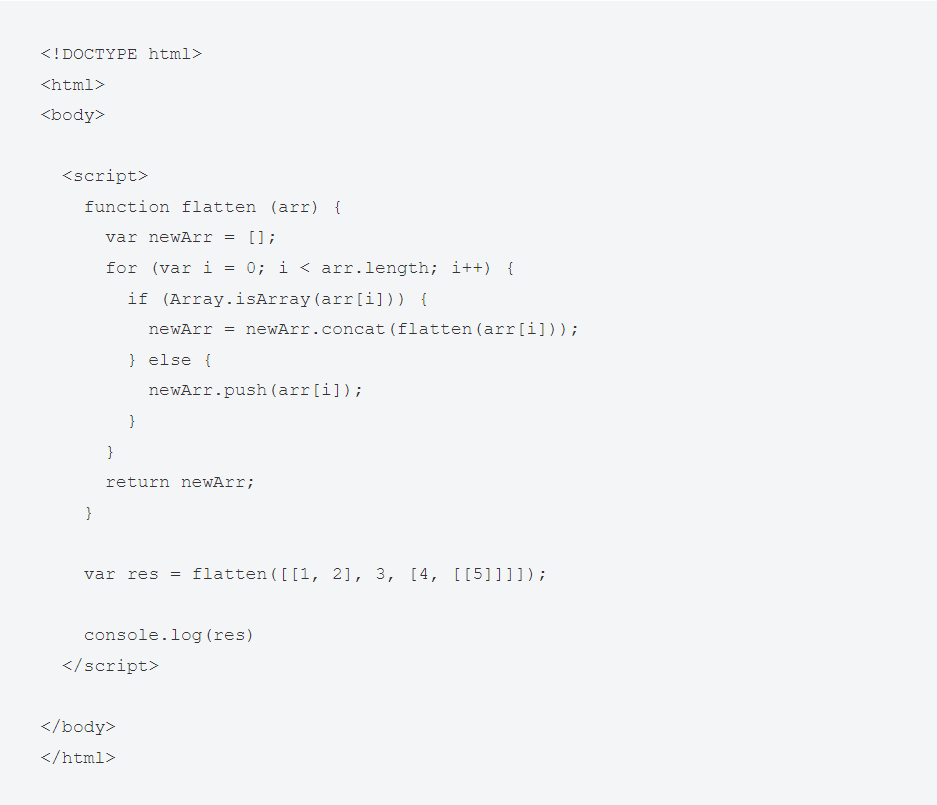 <!DOCTYPE html>
<html>
<body>
<script>
function flatten (arr) {
var newArr = [];
for (var i = 0; i < arr.length; i++) {
if (Array.isArray(arr[i])) {
newArr = newArr.concat(flatten(arr[i]));
} else {
newArr.push(arr[i]);
}
}
return newArr;
}
var res = flatten([[1, 2], 3, [4, [[5]]]]);
console.log(res)
</script>
</body>
</html>